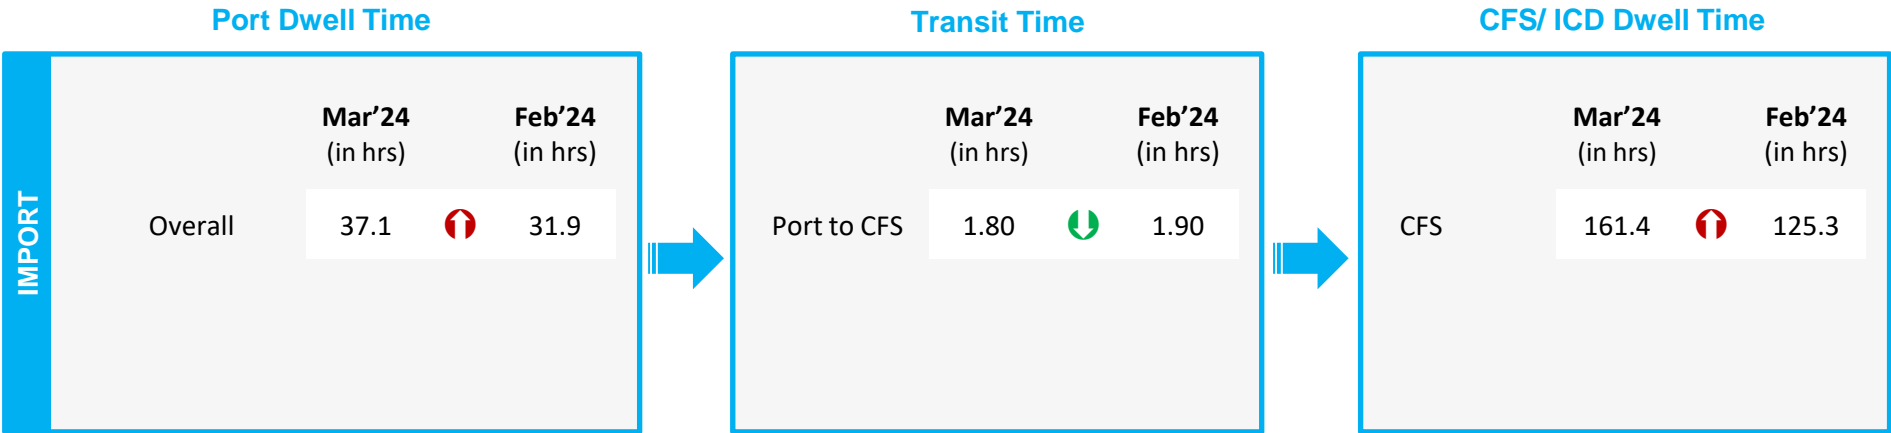 Port Dwell Time
Transit Time
CFS/ ICD Dwell Time
IMPORT
Mar’24 Feb’24
(in hrs) (in hrs)
Overall 37.1 31.9
Mar’24 Feb’24
(in hrs) (in hrs)
Port to CFS 1.80 1.90
Mar’24 Feb’24
(in hrs) (in hrs)
CFS 161.4 125.3